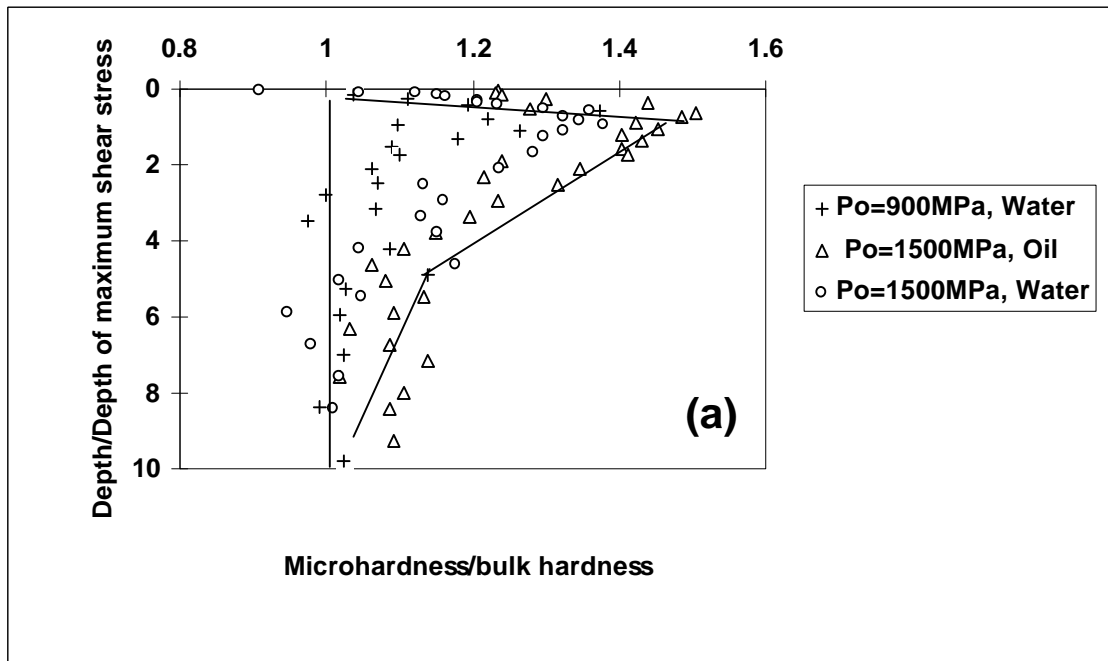 0.8 1 1.2 1.4 1.6
0
2
4
6
8
10
Depth/Depth of maximum shear stress
Po=900MPa, Water
Po=1500MPa, Oil
Po=1500MPa, Water
(a)
Microhardness/bulk hardness